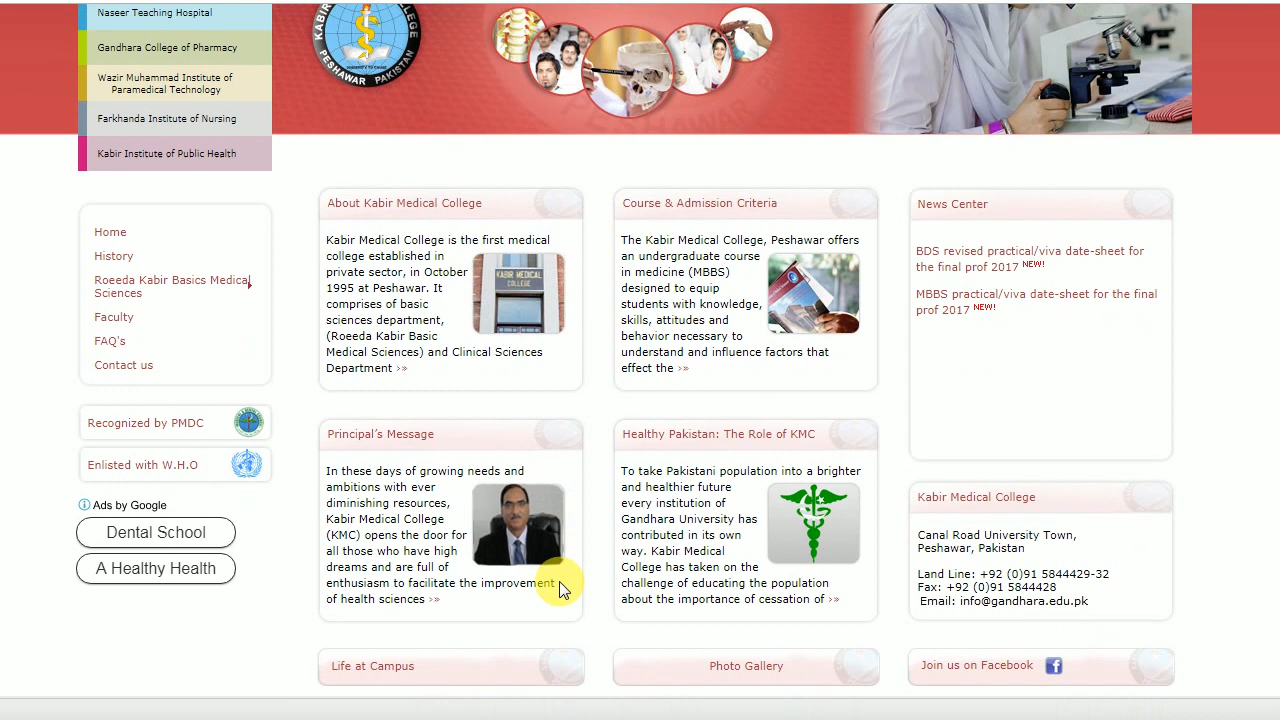 Naseer Teaching Hospital
Gandhara College of Pharmacy
Wazir Muhammad Institute of
Paramedical Technology
Farkhanda Institute of Nursing
Kabir Institute of Public Health
PESHAWAR PAKISTAN
Home
History
Roeeda Kabir Basics Medical
Sciences
Faculty
FAQ's
Contact us
Recognized by PMDC
Enlisted with W.H.O
Ads by Google
Dental School
A Healthy Health
About Kabir Medical College
Kabir Medical College is the first medical
college established in
private sector, in October
1995 at Peshawar. It
comprises of basic
sciences department,
(Roeeda Kabir Basic
Medical Sciences) and Clinical Sciences
Department ›»
KABIR MEDICAL
COLLEGE
Course & Admission Criteria
The Kabir Medical College, Peshawar offers
an undergraduate course
in medicine (MBBS)
designed to equip
students with knowledge,
skills, attitudes and
behavior necessary to
understand and influence factors that
effect the ›»
News Center
BDS revised practical/viva date-sheet for
the final prof 2017 NEW!
MBBS practical/viva date-sheet for the final
prof 2017 NEW!
Principal's Message
In these days of growing needs and
ambitions with ever
diminishing resources,
Kabir Medical College
(KMC) opens the door for
all those who have high
dreams and are full of
enthusiasm to facilitate the improvement
of health sciences ›»
Healthy Pakistan: The Role of KMC
To take Pakistani population into a brighter
and healthier future
every institution of
Gandhara University has
contributed in its own
way. Kabir Medical
College has taken on the
challenge of educating the population
about the importance of cessation of ›»
Kabir Medical College
Canal Road University Town,
Peshawar, Pakistan
Land Line: +92 (0)91 5844429-32
Fax: +92 (0)91 5844428
Email: info@gandhara.edu.pk
Life at Campus
Photo Gallery
Join us on Facebook f